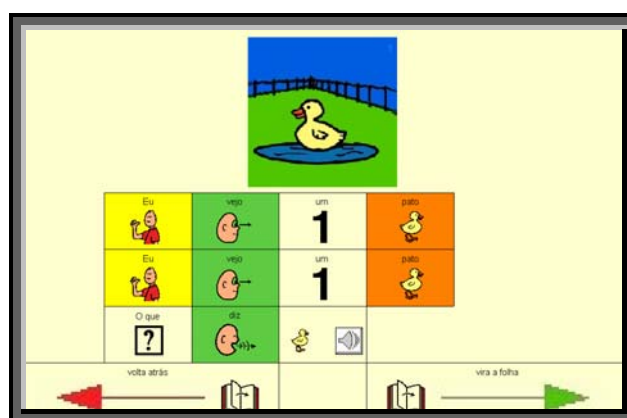 Eu vejo um pato
1
Eu vejo um pato
1
O que diz
?
volta atrás vira a folha